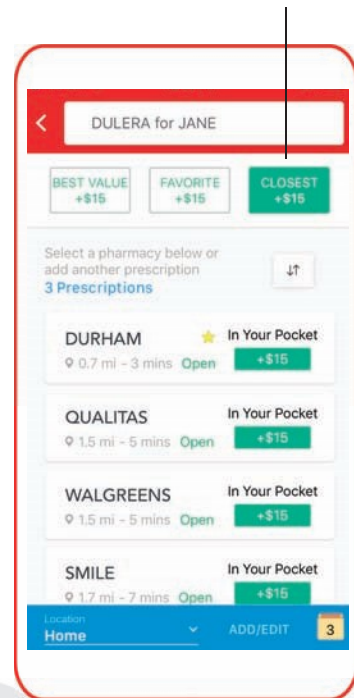 DULERA for JANE
BEST VALUE
+$15
FAVORITE
+$15
CLOSEST
+$15
Select a pharmacy below or
add another prescription
3 Prescriptions
DURHAM
In Your Pocket
0.7 mi - 3 mins Open
+$15
QUALITAS
In Your Pocket
1.5 mi - 5 mins Open
+$15
WALGREENS
In Your Pocket
1.5 mi - 5 mins Open
+$15
SMILE
In Your Pocket
1.7 mi - 7 mins Open
+$15
Location
Home
ADD/EDIT
3